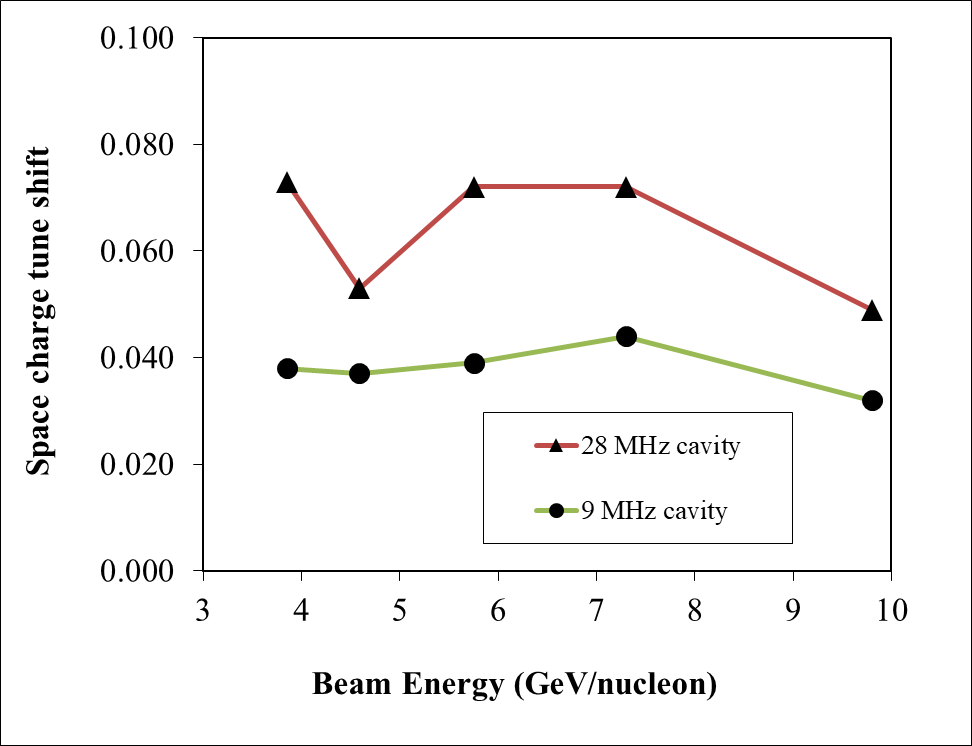 0.100
0.080
0.060
0.040
0.020
0.000
Space charge tune shift
28 MHz cavity
9 MHz cavity
3 4 5 6 7 8 9 10
Beam Energy (GeV/nucleon)